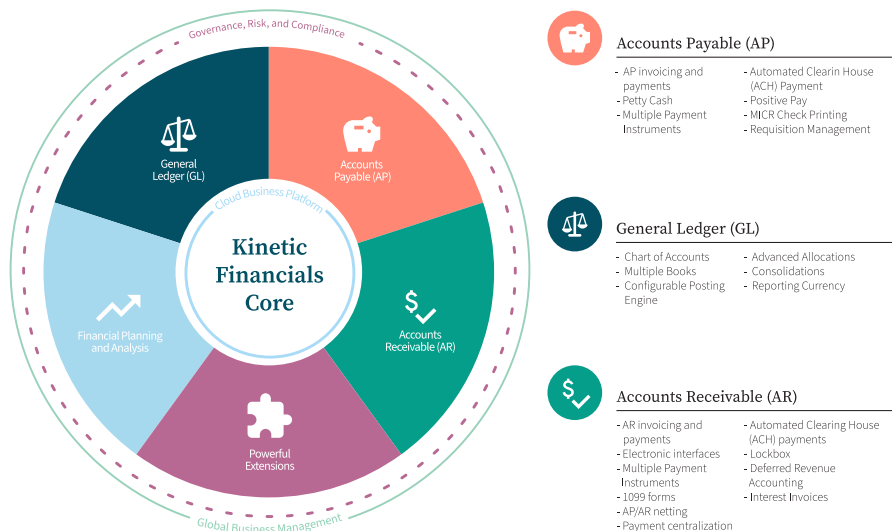 Governance, Risk, and Compliance
General
Ledger (GL)
Accounts
Payable (AP)
Cloud Business Platform
Kinetic
Financials
Core
Financial Planning
and Analysis
Accounts
Receivable (AR)
Powerful
Extensions
Global Business Management
Accounts Payable (AP)
- AP invoicing and
payments
- Petty Cash
- Multiple Payment
Instruments
- Automated Clearin House
(ACH) Payment
- Positive Pay
- MICR Check Printing
- Requisition Management
General Ledger (GL)
- Chart of Accounts
- Multiple Books
- Configurable Posting
Engine
- Advanced Allocations
- Consolidations
- Reporting Currency
Accounts Receivable (AR)
- AR invoicing and
payments
- Electronic interfaces
- Multiple Payment
Instruments
- 1099 forms
- AP/AR netting
- Payment centralization
- Automated Clearing House
(ACH) payments
- Lockbox
- Deferred Revenue
Accounting
- Interest Invoices